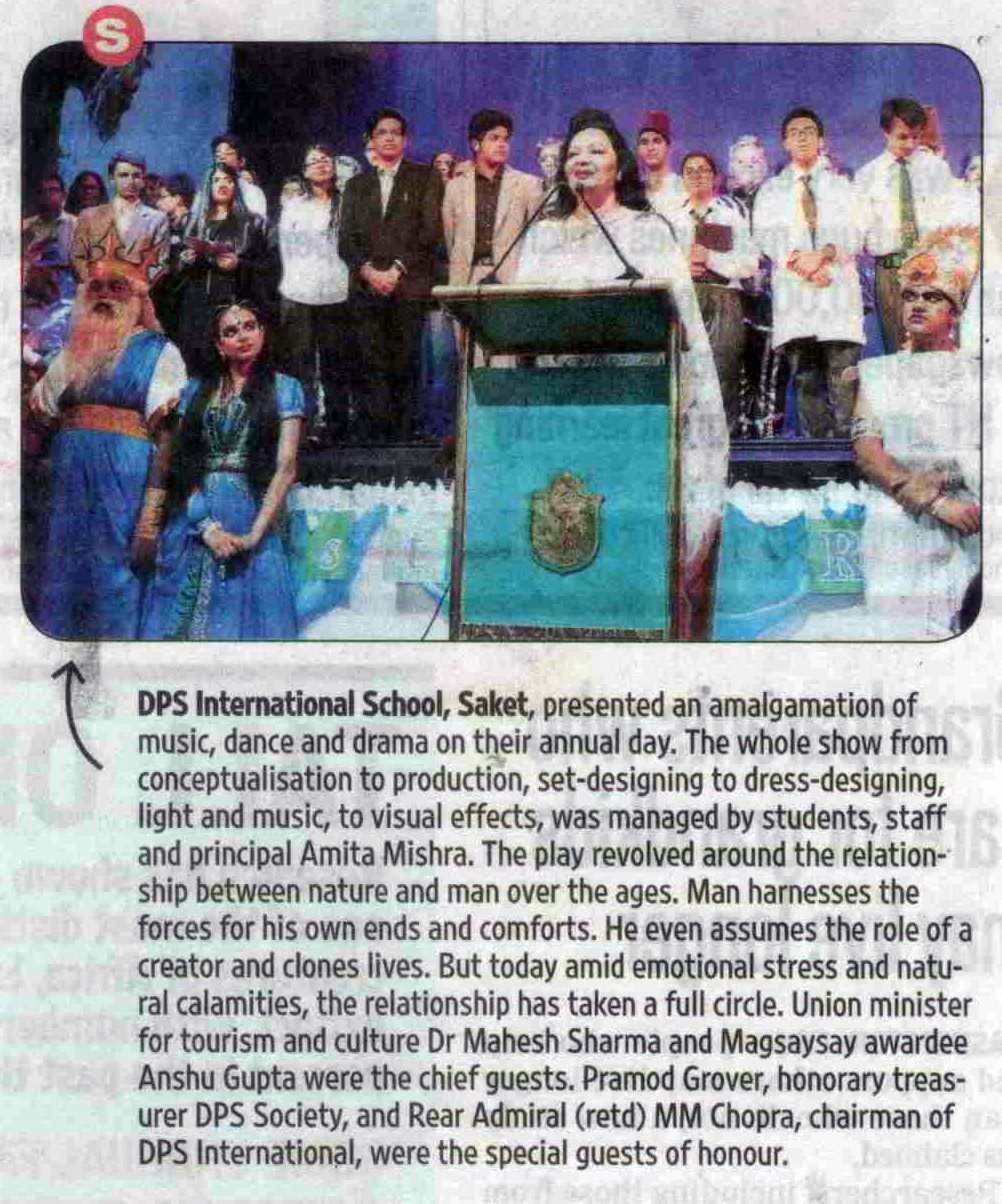 S
S
R
DPS International School, Saket, presented an amalgamation of
music, dance and drama on their annual day. The whole show from
conceptualisation to production, set-designing to dress-designing,
light and music, to visual effects, was managed by students, staff
and principal Amita Mishra. The play revolved around the relation-
ship between nature and man over the ages. Man harnesses the
forces for his own ends and comforts. He even assumes the role of a
creator and clones lives. But today amid emotional stress and natu-
ral calamities, the relationship has taken a full circle. Union minister
for tourism and culture Dr Mahesh Sharma and Magsaysay awardee
Anshu Gupta were the chief guests. Pramod Grover, honorary treas-
urer DPS Society, and Rear Admiral (retd) MM Chopra, chairman of
DPS International, were the special guests of honour.